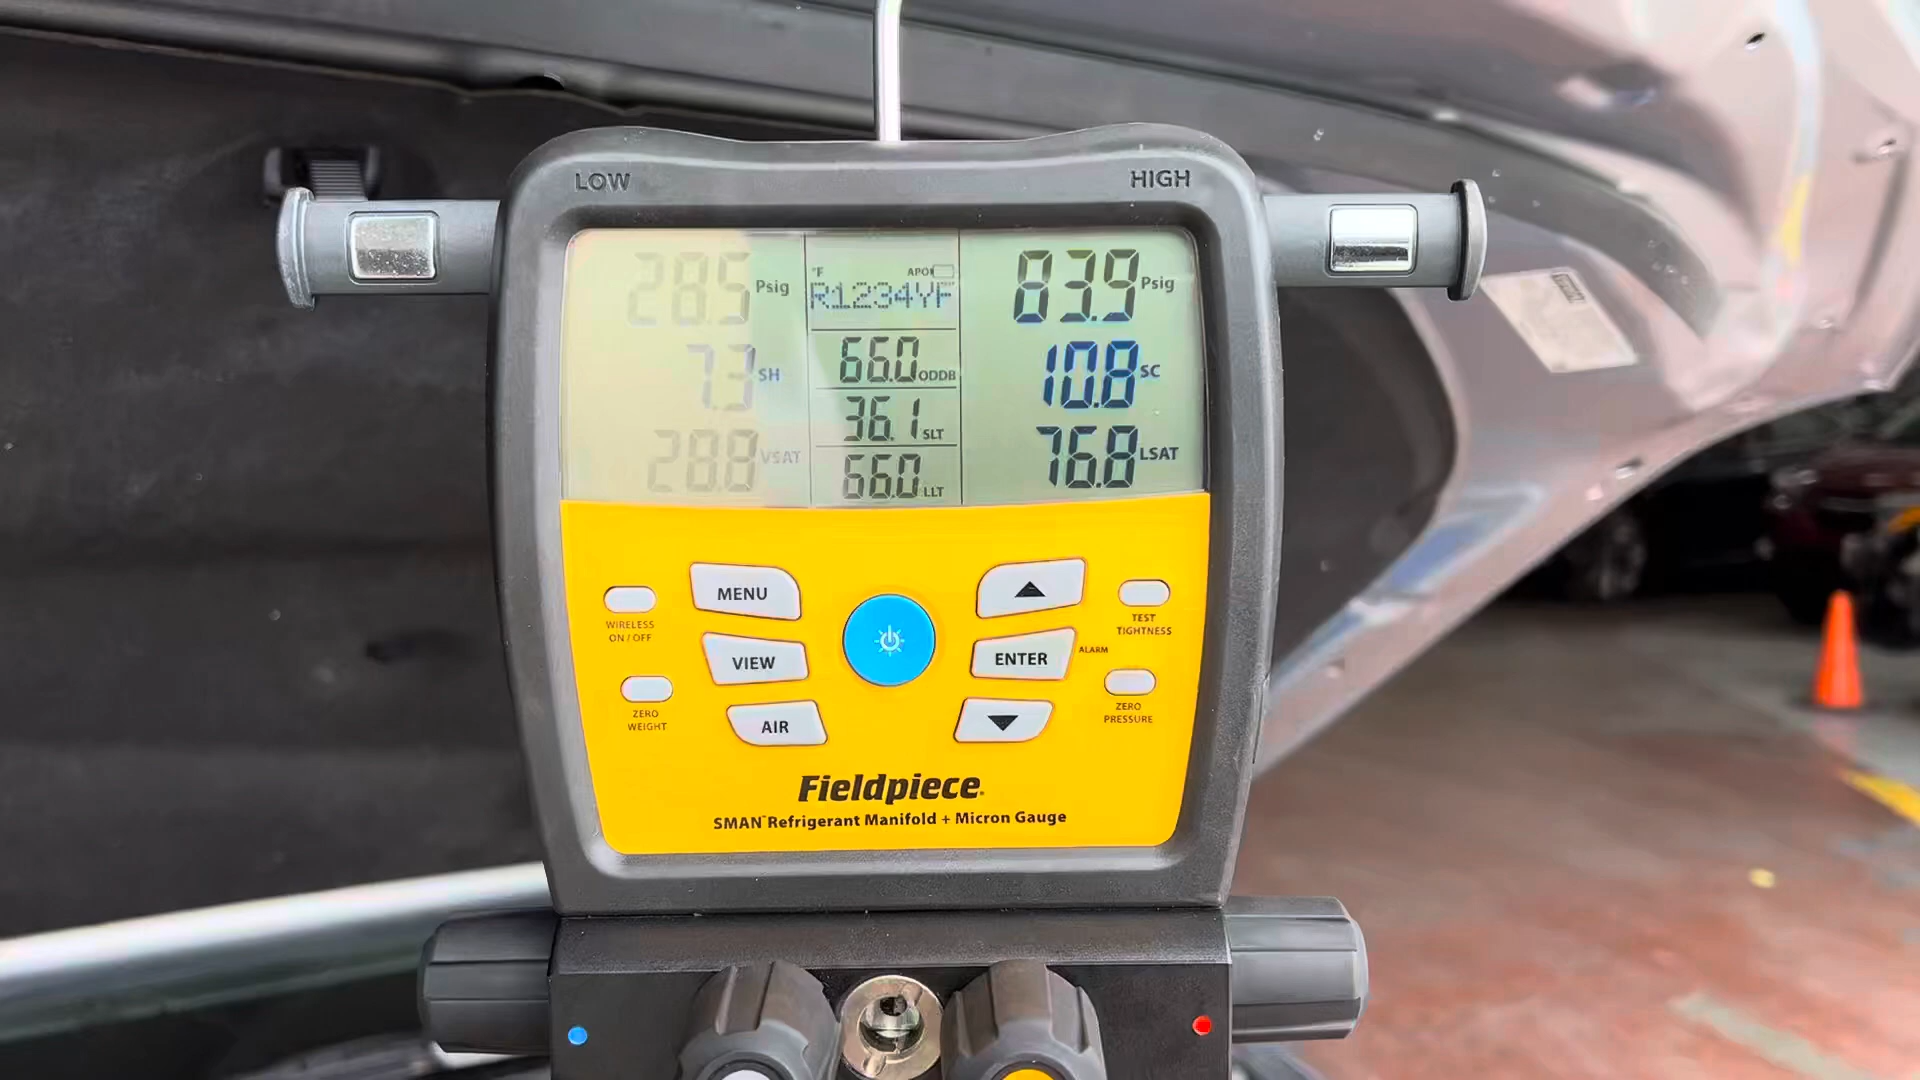 LOW HIGH
28.5 Psig
7.3 SH
28.8 VSAT
°F APO
R1234YF
66.0 ODDB
36.1 SLT
66.0 LLT
83.9 Psig
10.8 SC
76.8 LSAT
MENU
VIEW
AIR
WIRELESS
ON / OFF
ZERO
WEIGHT
ENTER
ALARM
TEST
TIGHTNESS
ZERO
PRESSURE
Fieldpiece
SMAN™ Refrigerant Manifold + Micron Gauge